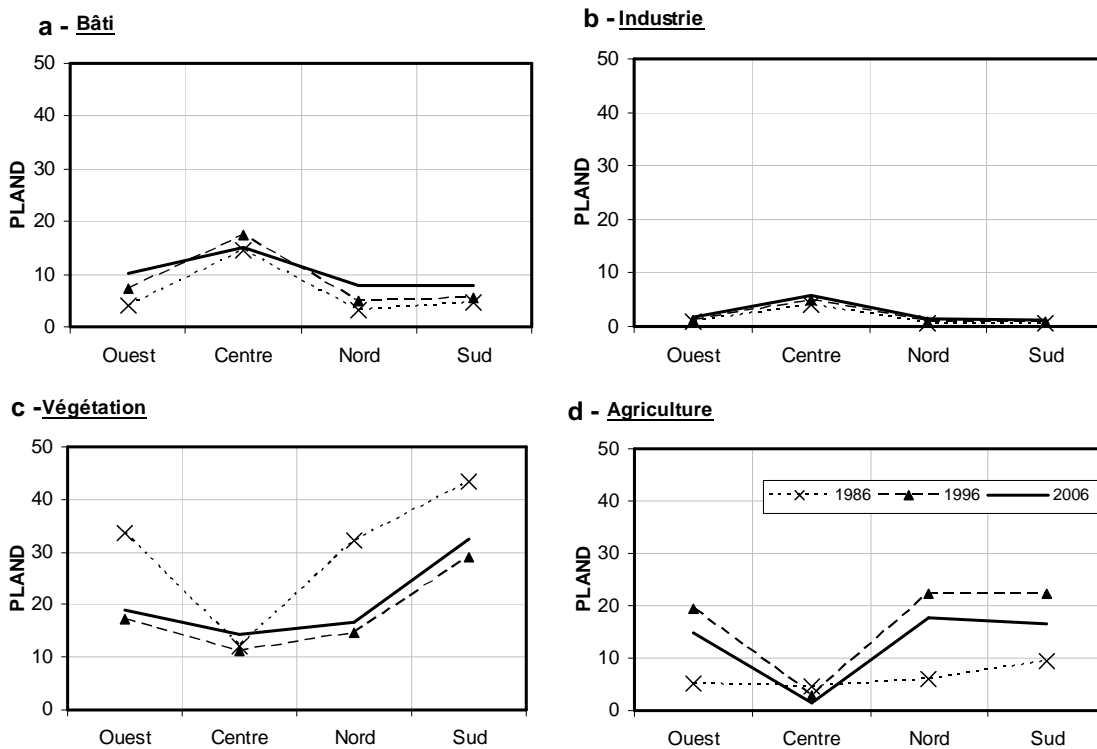 a - Bâti
50
40
30
20
10
0
PLAND
Ouest Centre Nord Sud
b - Industrie
50
40
30
20
10
0
PLAND
Ouest Centre Nord Sud
c -Végétation
50
40
30
20
10
0
PLAND
Ouest Centre Nord Sud
d - Agriculture
50
40
30
20
10
0
PLAND
1986 1996 2006
Ouest Centre Nord Sud